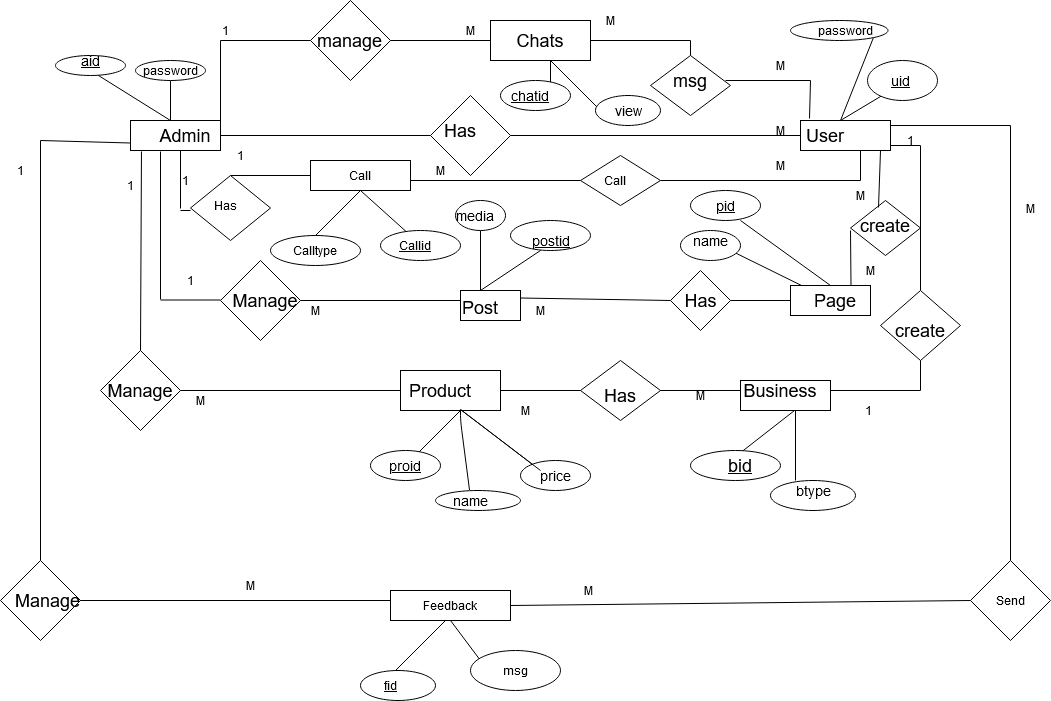 1
manage
M
Chats
M
password
aid
password
msg
M
uid
chatid
view
Admin
Has
M
User
1
1
1
1
1
Has
Call
M
Call
M
M
Calltype
Callid
media
postid
pid
name
create
M
M
1
Manage
M
Post
M
Has
Page
create
Manage
M
Product
M
Has
M
Business
1
proid
name
price
bid
btype
Manage
M
Feedback
M
Send
fid
msg